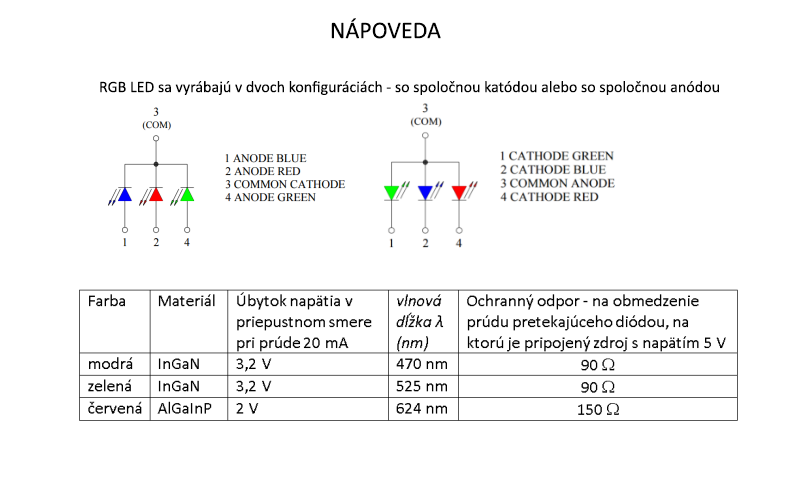 NÁPOVEDA
RGB LED sa vyrábajú v dvoch konfiguráciách - so spoločnou katódou alebo so spoločnou anódou
3
(COM)
1 ANODE BLUE
2 ANODE RED
3 COMMON CATHODE
4 ANODE GREEN
1 2 4
3
(COM)
1 CATHODE GREEN
2 CATHODE BLUE
3 COMMON ANODE
4 CATHODE RED
1 2 4
Farba Materiál Úbytok napätia v vlnová Ochranný odpor - na obmedzenie
priepustnom smere dĺžka λ prúdu pretekajúceho diódou, na
pri prúde 20 mA (nm) ktorú je pripojený zdroj s napätím 5 V
modrá InGaN 3,2 V 470 nm 90 Ω
zelená InGaN 3,2 V 525 nm 90 Ω
červená AlGaInP 2 V 624 nm 150 Ω